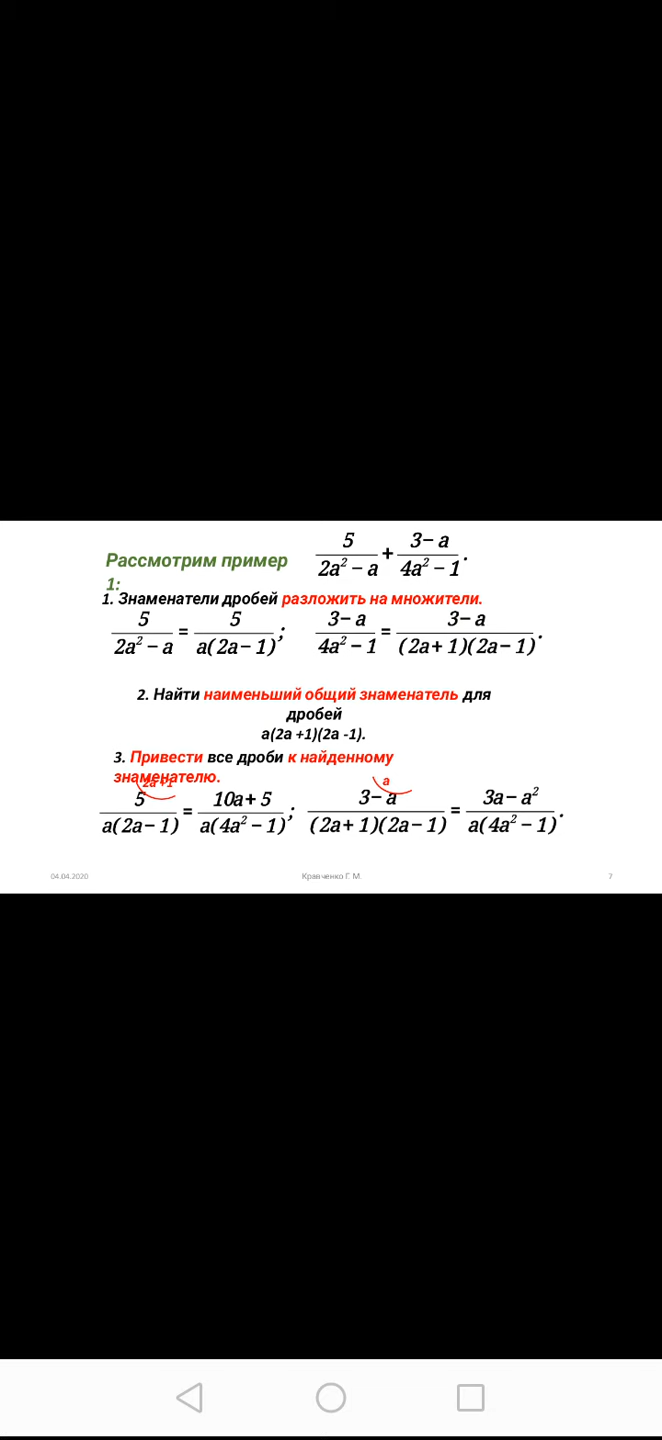 Рассмотрим пример 1:
5/(2a² − a) + (3− a)/(4a² − 1).
1. Знаменатели дробей разложить на множители.
5/(2a² − a) = 5/(a(2a− 1)); (3− a)/(4a² − 1) = (3− a)/((2a+ 1)(2a− 1)).
2. Найти наименьший общий знаменатель для
дробей
a(2a +1)(2a -1).
3. Привести все дроби к найденному
знаменателю.
2a +1 a
5/(a(2a− 1)) = (10a+ 5)/(a(4a² − 1)); (3− a)/((2a+ 1)(2a− 1)) = (3a− a²)/(a(4a² − 1)).
04.04.2020 Кравченко Г. М. 7